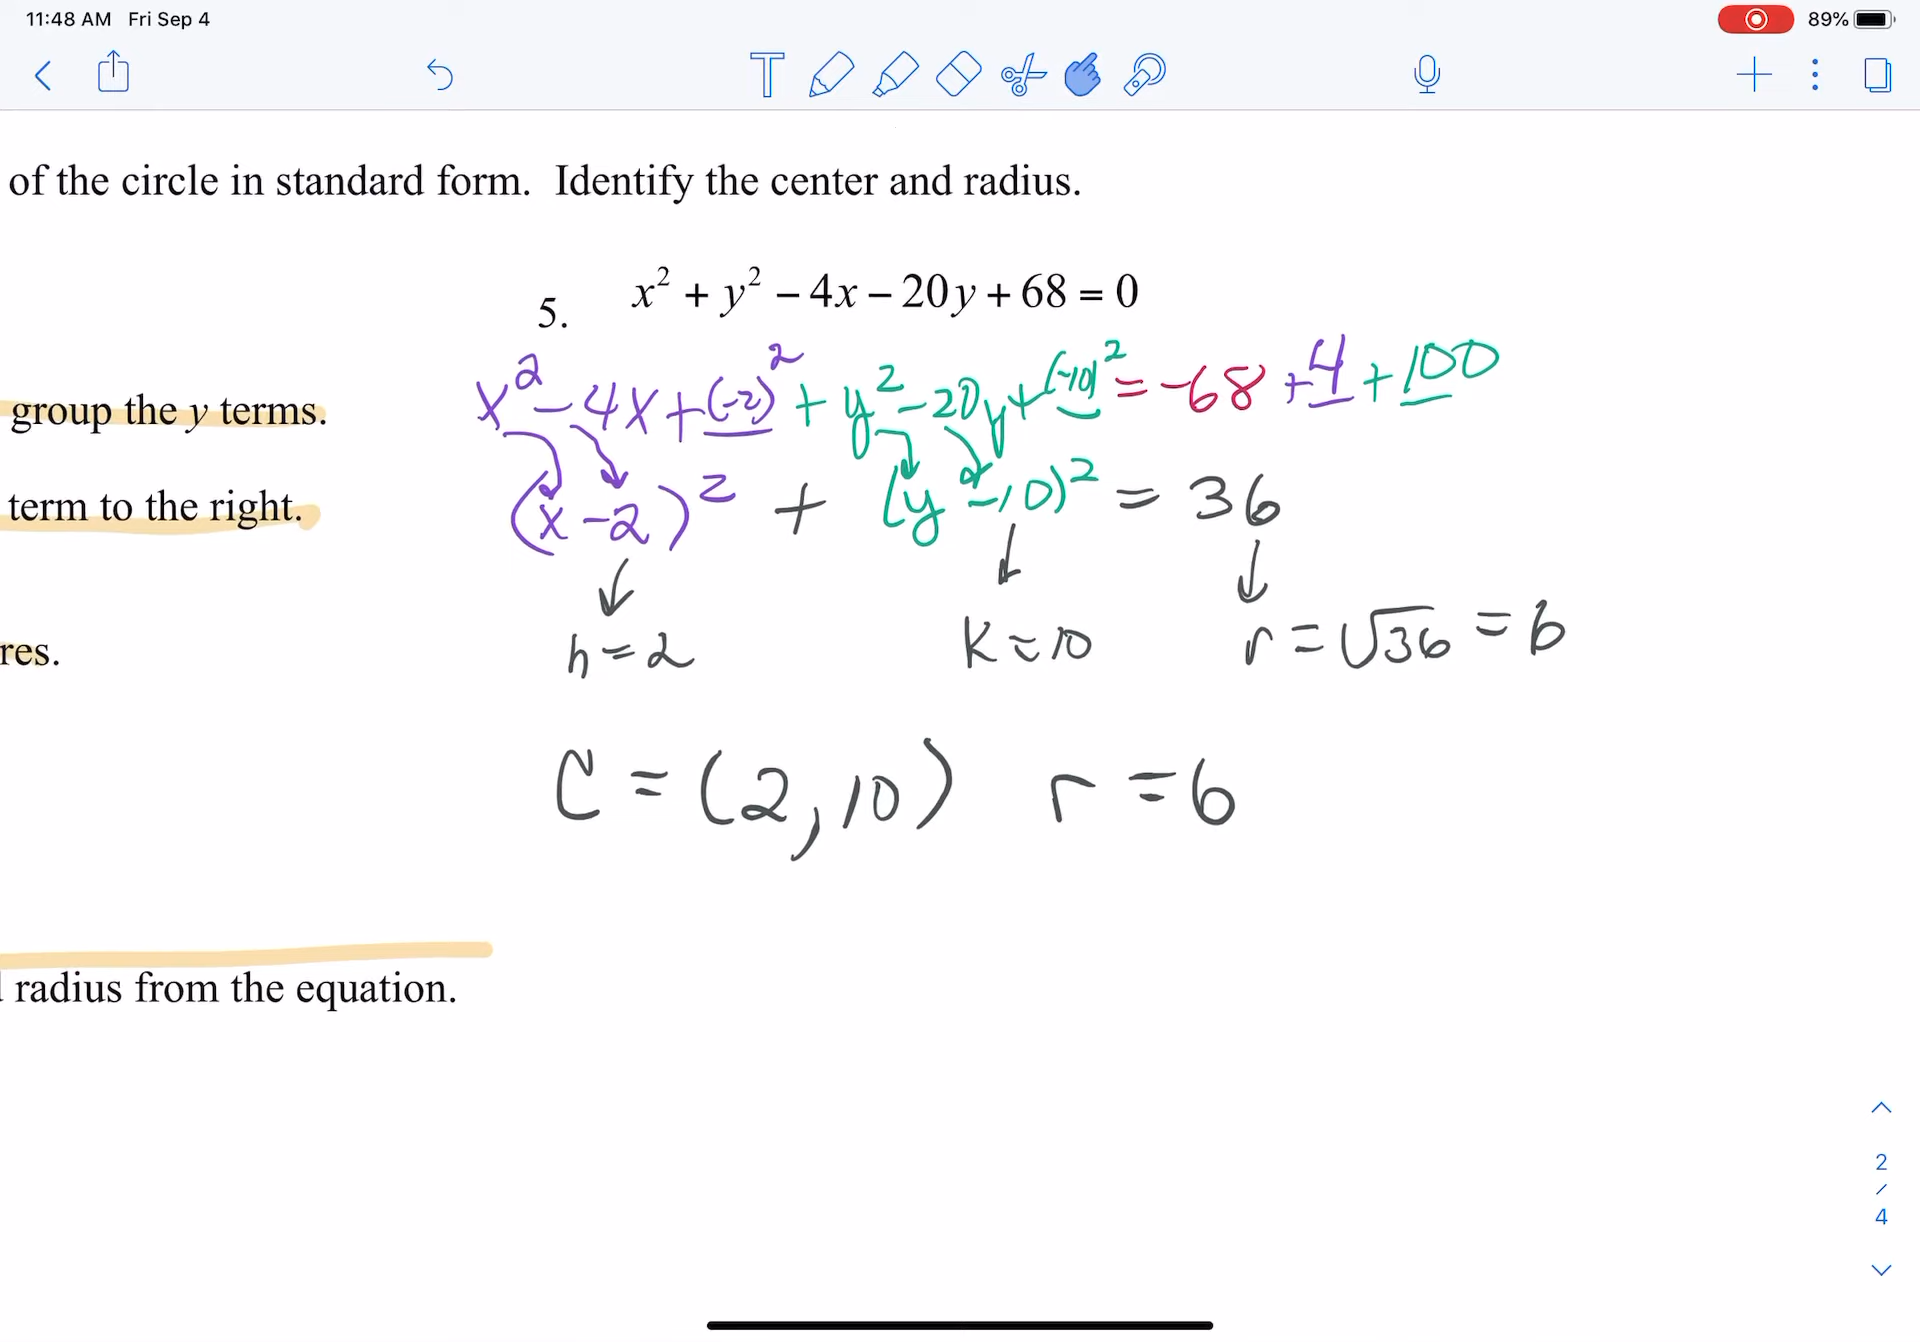 11:48 AM Fri Sep 4
89%
T
of the circle in standard form. Identify the center and radius.
5. x² + y² − 4x − 20y + 68 = 0
x² − 4x + (-2)² + y² − 20y + (-10)² = -68 + 4 + 100
group the y terms.
(x − 2)² + (y − 10)² = 36
term to the right.
h = 2 k = 10 r = √36 = 6
res.
C = (2, 10) r = 6
radius from the equation.
2
/
4